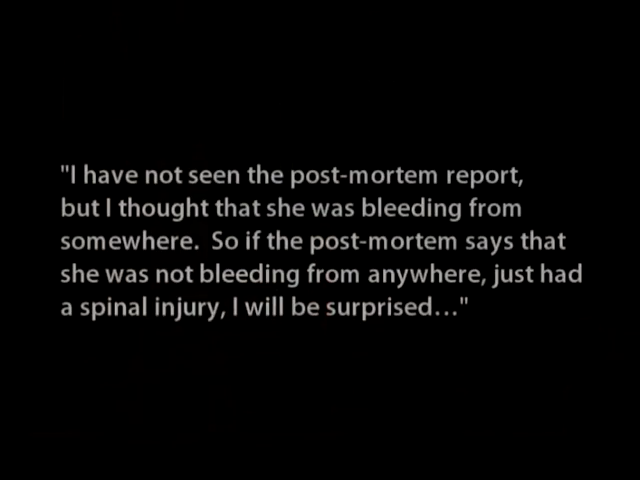 "I have not seen the post-mortem report,
but I thought that she was bleeding from
somewhere.  So if the post-mortem says that
she was not bleeding from anywhere, just had
a spinal injury, I will be surprised..."